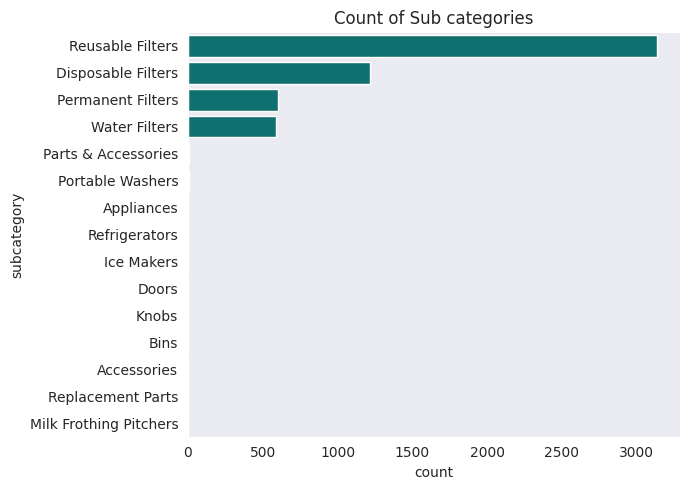 Count of Sub categories
subcategory
Reusable Filters
Disposable Filters
Permanent Filters
Water Filters
Parts & Accessories
Portable Washers
Appliances
Refrigerators
Ice Makers
Doors
Knobs
Bins
Accessories
Replacement Parts
Milk Frothing Pitchers
0 500 1000 1500 2000 2500 3000
count